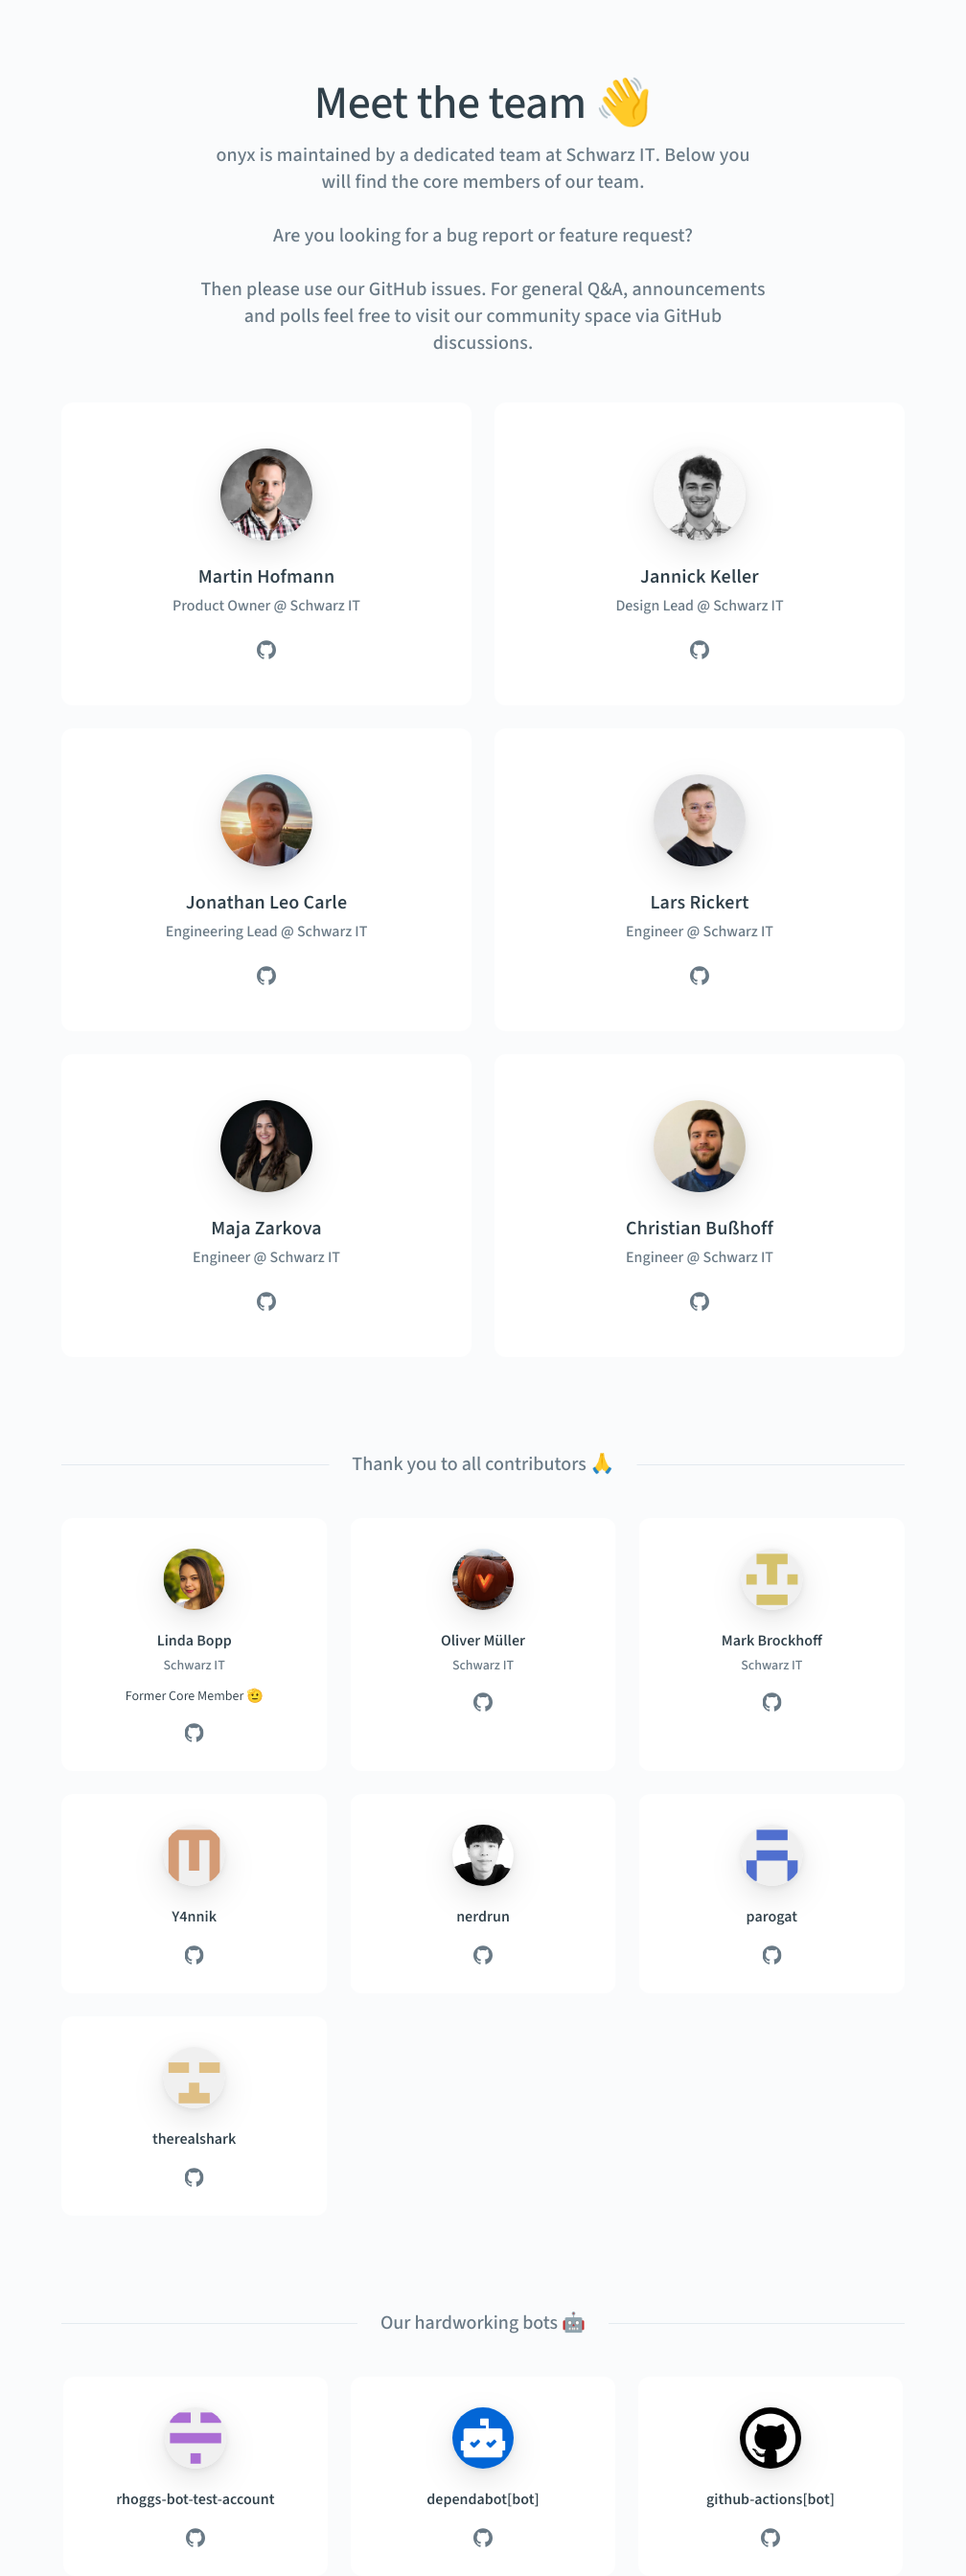 Meet the team 👋
onyx is maintained by a dedicated team at Schwarz IT. Below you
will find the core members of our team.
Are you looking for a bug report or feature request?
Then please use our GitHub issues. For general Q&A, announcements
and polls feel free to visit our community space via GitHub
discussions.
Martin Hofmann
Product Owner @ Schwarz IT
Jannick Keller
Design Lead @ Schwarz IT
Jonathan Leo Carle
Engineering Lead @ Schwarz IT
Lars Rickert
Engineer @ Schwarz IT
Maja Zarkova
Engineer @ Schwarz IT
Christian Bußhoff
Engineer @ Schwarz IT
Thank you to all contributors 🙏
Linda Bopp
Schwarz IT
Former Core Member 🫡
Oliver Müller
Schwarz IT
Mark Brockhoff
Schwarz IT
Y4nnik
nerdrun
parogat
therealshark
Our hardworking bots 🤖
rhoggs-bot-test-account
dependabot[bot]
github-actions[bot]